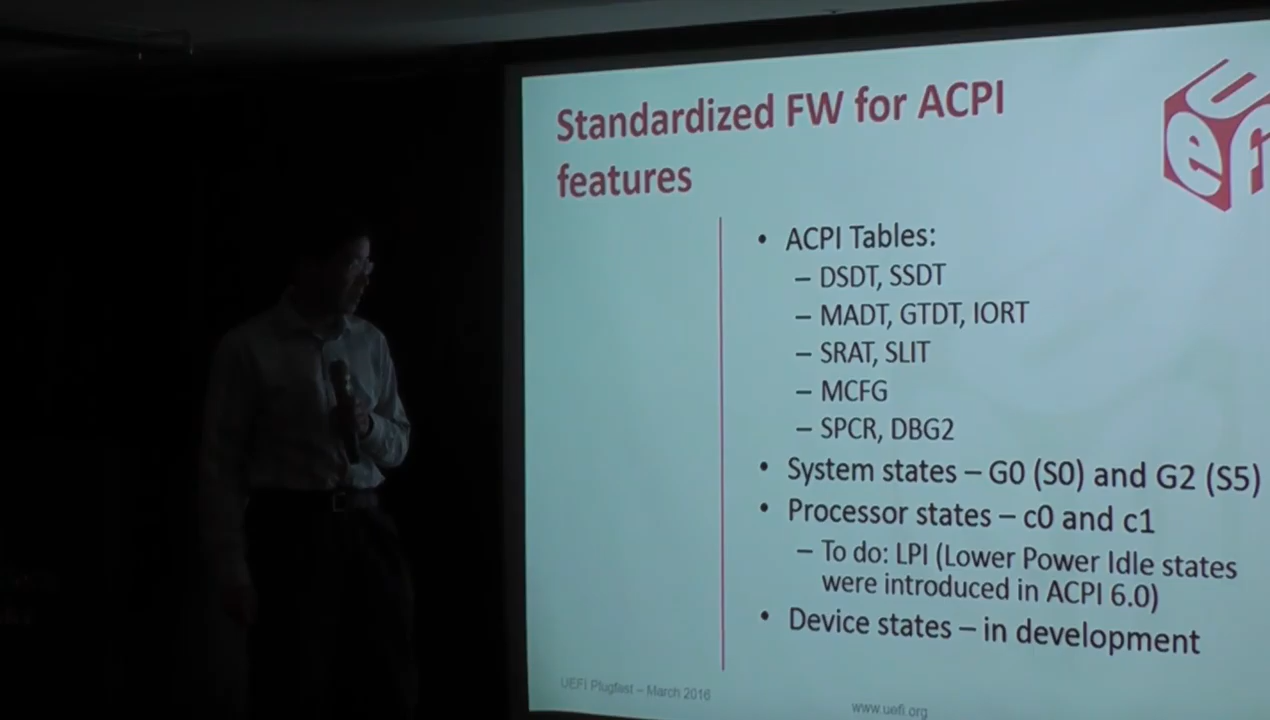 Standardized FW for ACPI
features
• ACPI Tables:
– DSDT, SSDT
– MADT, GTDT, IORT
– SRAT, SLIT
– MCFG
– SPCR, DBG2
• System states – G0 (S0) and G2 (S5)
• Processor states – c0 and c1
– To do: LPI (Lower Power Idle states
were introduced in ACPI 6.0)
• Device states – in development
UEFI Plugfest – March 2016
www.uefi.org